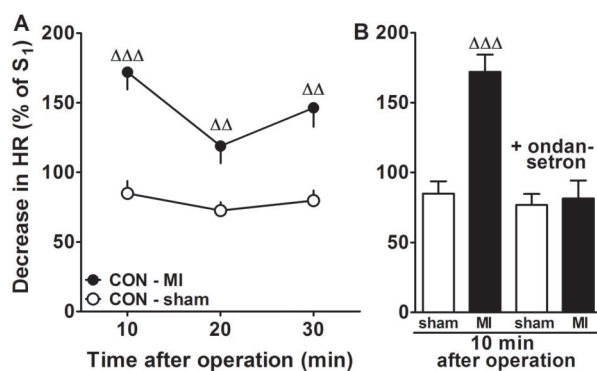 A
Decrease in HR (% of S₁)
200
150
100
50
0
ΔΔΔ
ΔΔ
ΔΔ
CON - MI
CON - sham
10 20 30
Time after operation (min)
B
200
150
100
50
0
ΔΔΔ
+ ondan-
setron
sham MI sham MI
10 min
after operation